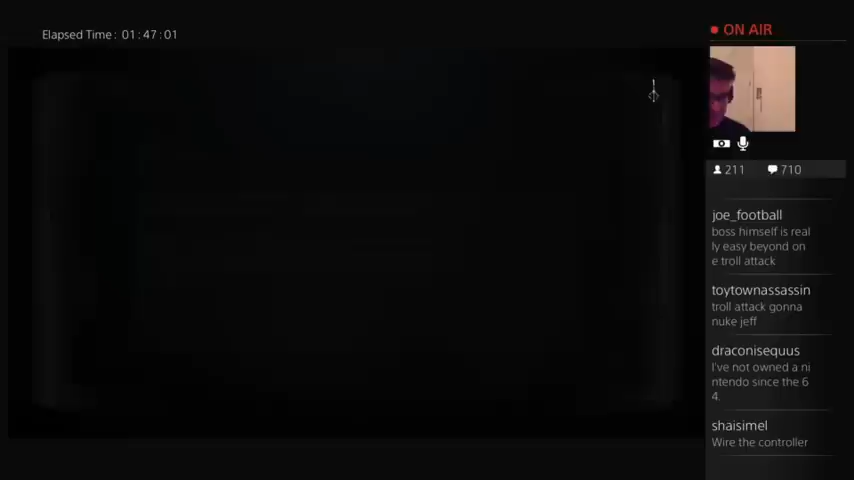 Elapsed Time: 01:47:01
ON AIR
211 710
joe_football
boss himself is real
ly easy beyond on
e troll attack
toytownassassin
troll attack gonna
nuke jeff
draconisequus
I've not owned a ni
ntendo since the 6
4.
shaisimel
Wire the controller